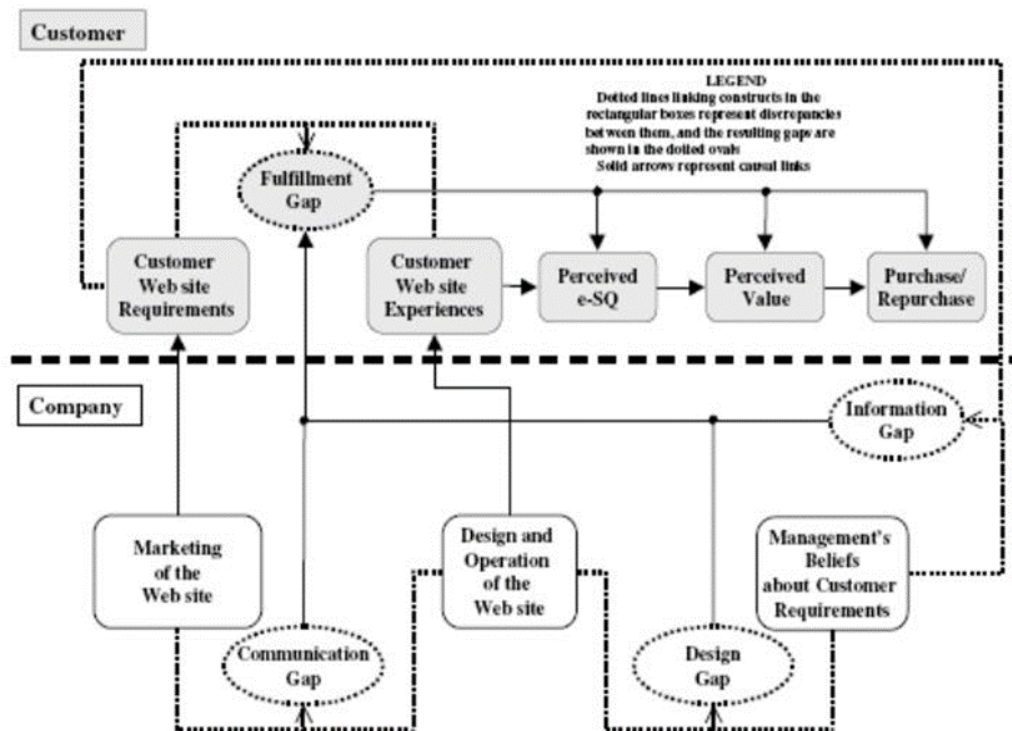 Customer
LEGEND
Dotted lines linking constructs in the
rectangular boxes represent discrepancies
between them, and the resulting gaps are
shown in the dotted ovals
Solid arrows represent causal links
Fulfillment
Gap
Customer
Web site
Requirements
Customer
Web site
Experiences
Perceived
e-SQ
Perceived
Value
Purchase/
Repurchase
Company
Information
Gap
Marketing
of the
Web site
Design and
Operation
of the
Web site
Management's
Beliefs
about Customer
Requirements
Communication
Gap
Design
Gap